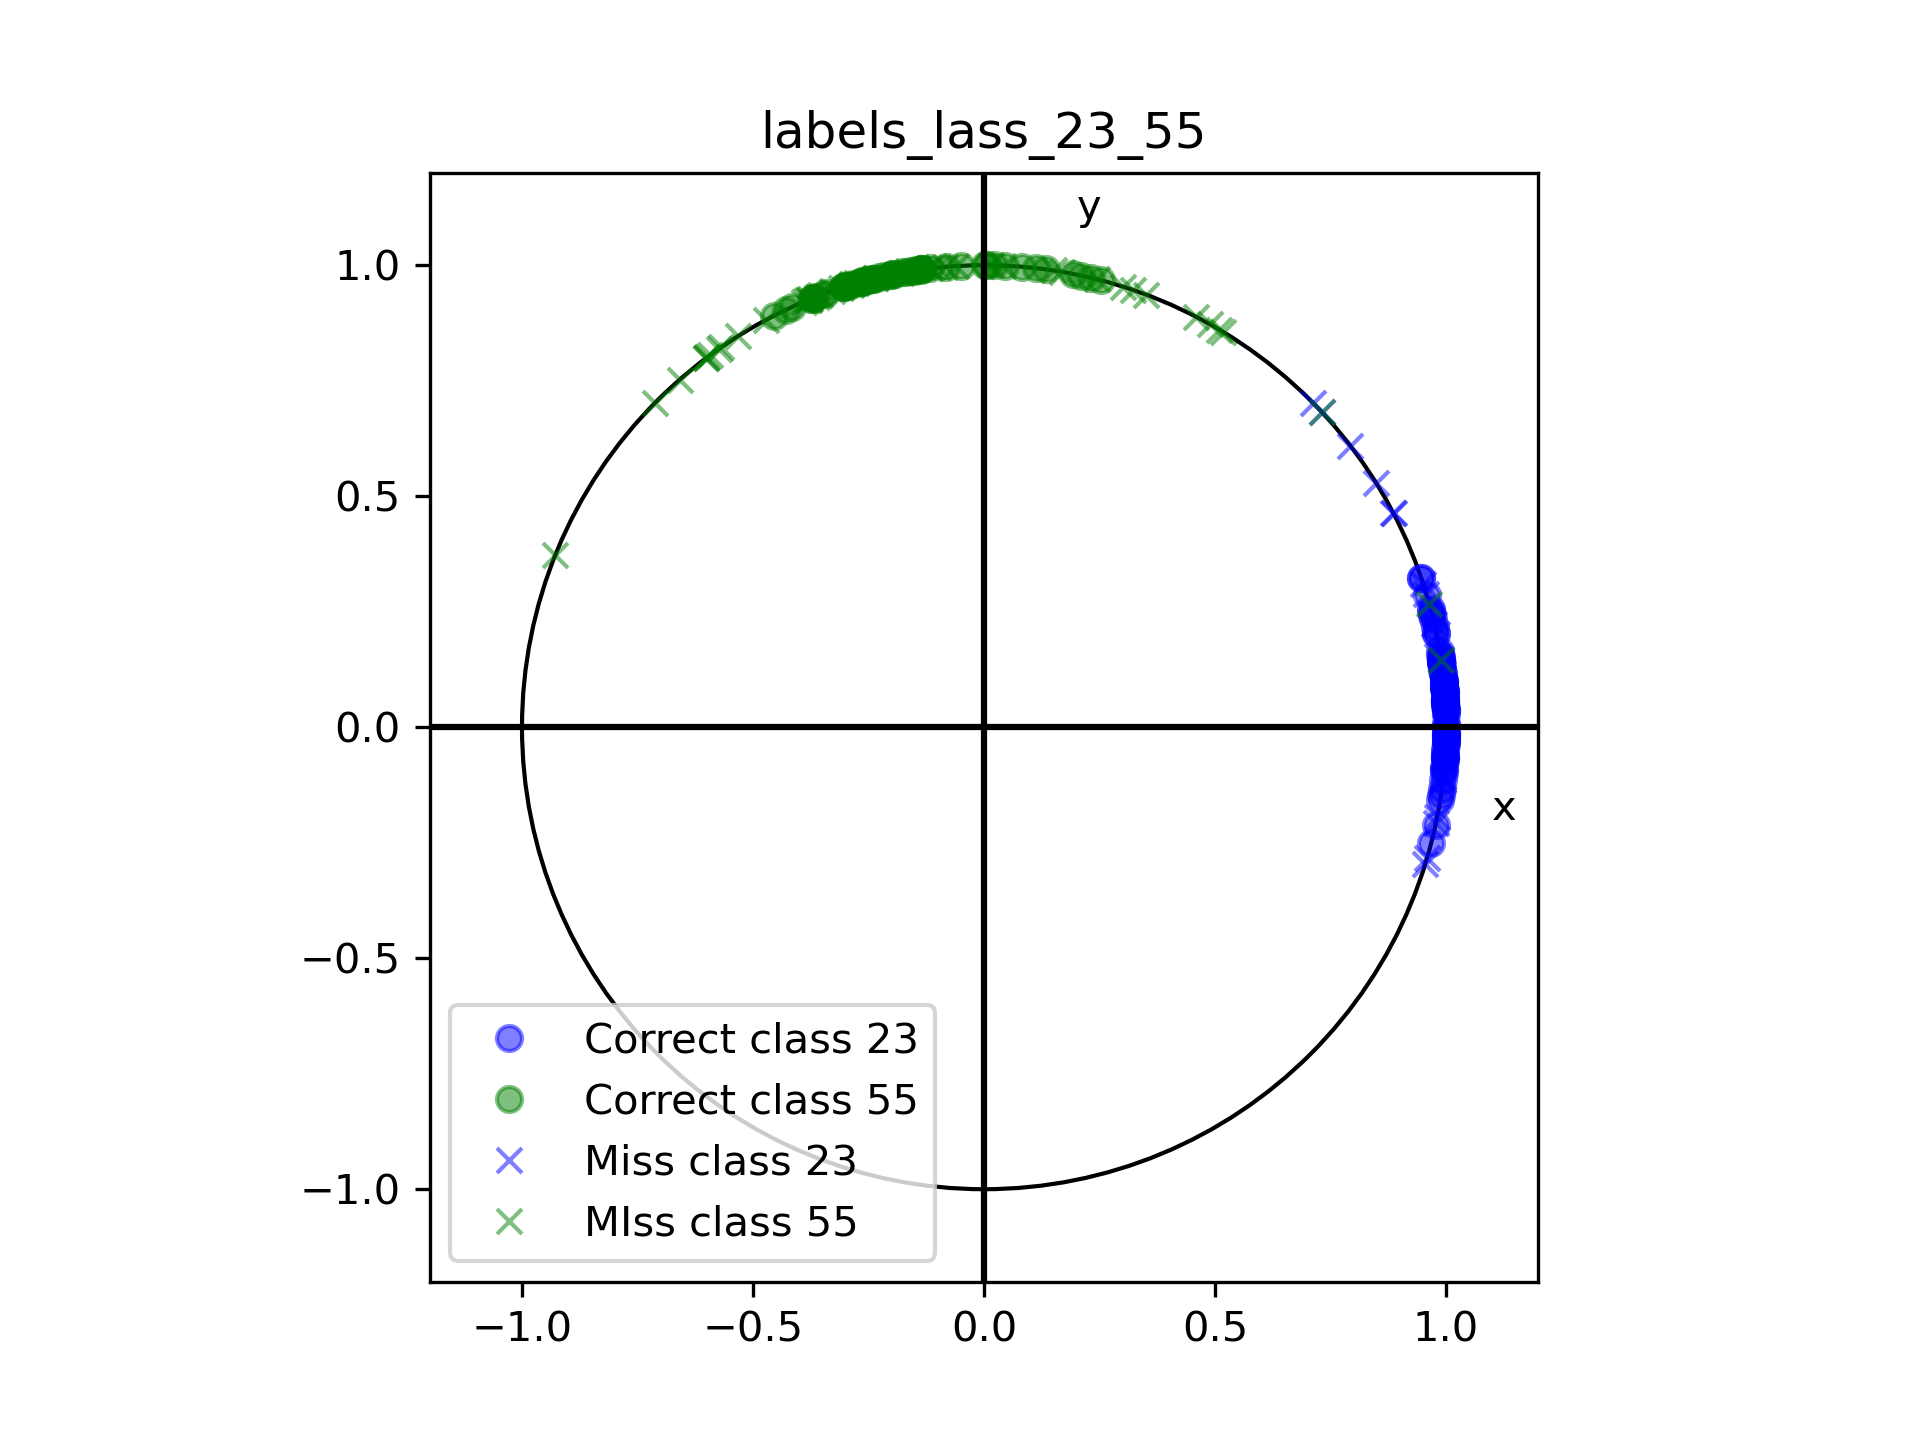 labels_lass_23_55
y
1.0
0.5
0.0
−0.5
−1.0
x
Correct class 23
Correct class 55
Miss class 23
MIss class 55
−1.0 −0.5 0.0 0.5 1.0